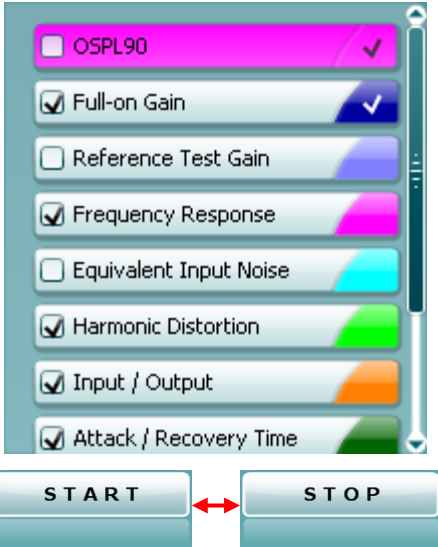 OSPL90
Full-on Gain
Reference Test Gain
Frequency Response
Equivalent Input Noise
Harmonic Distortion
Input / Output
Attack / Recovery Time
START STOP